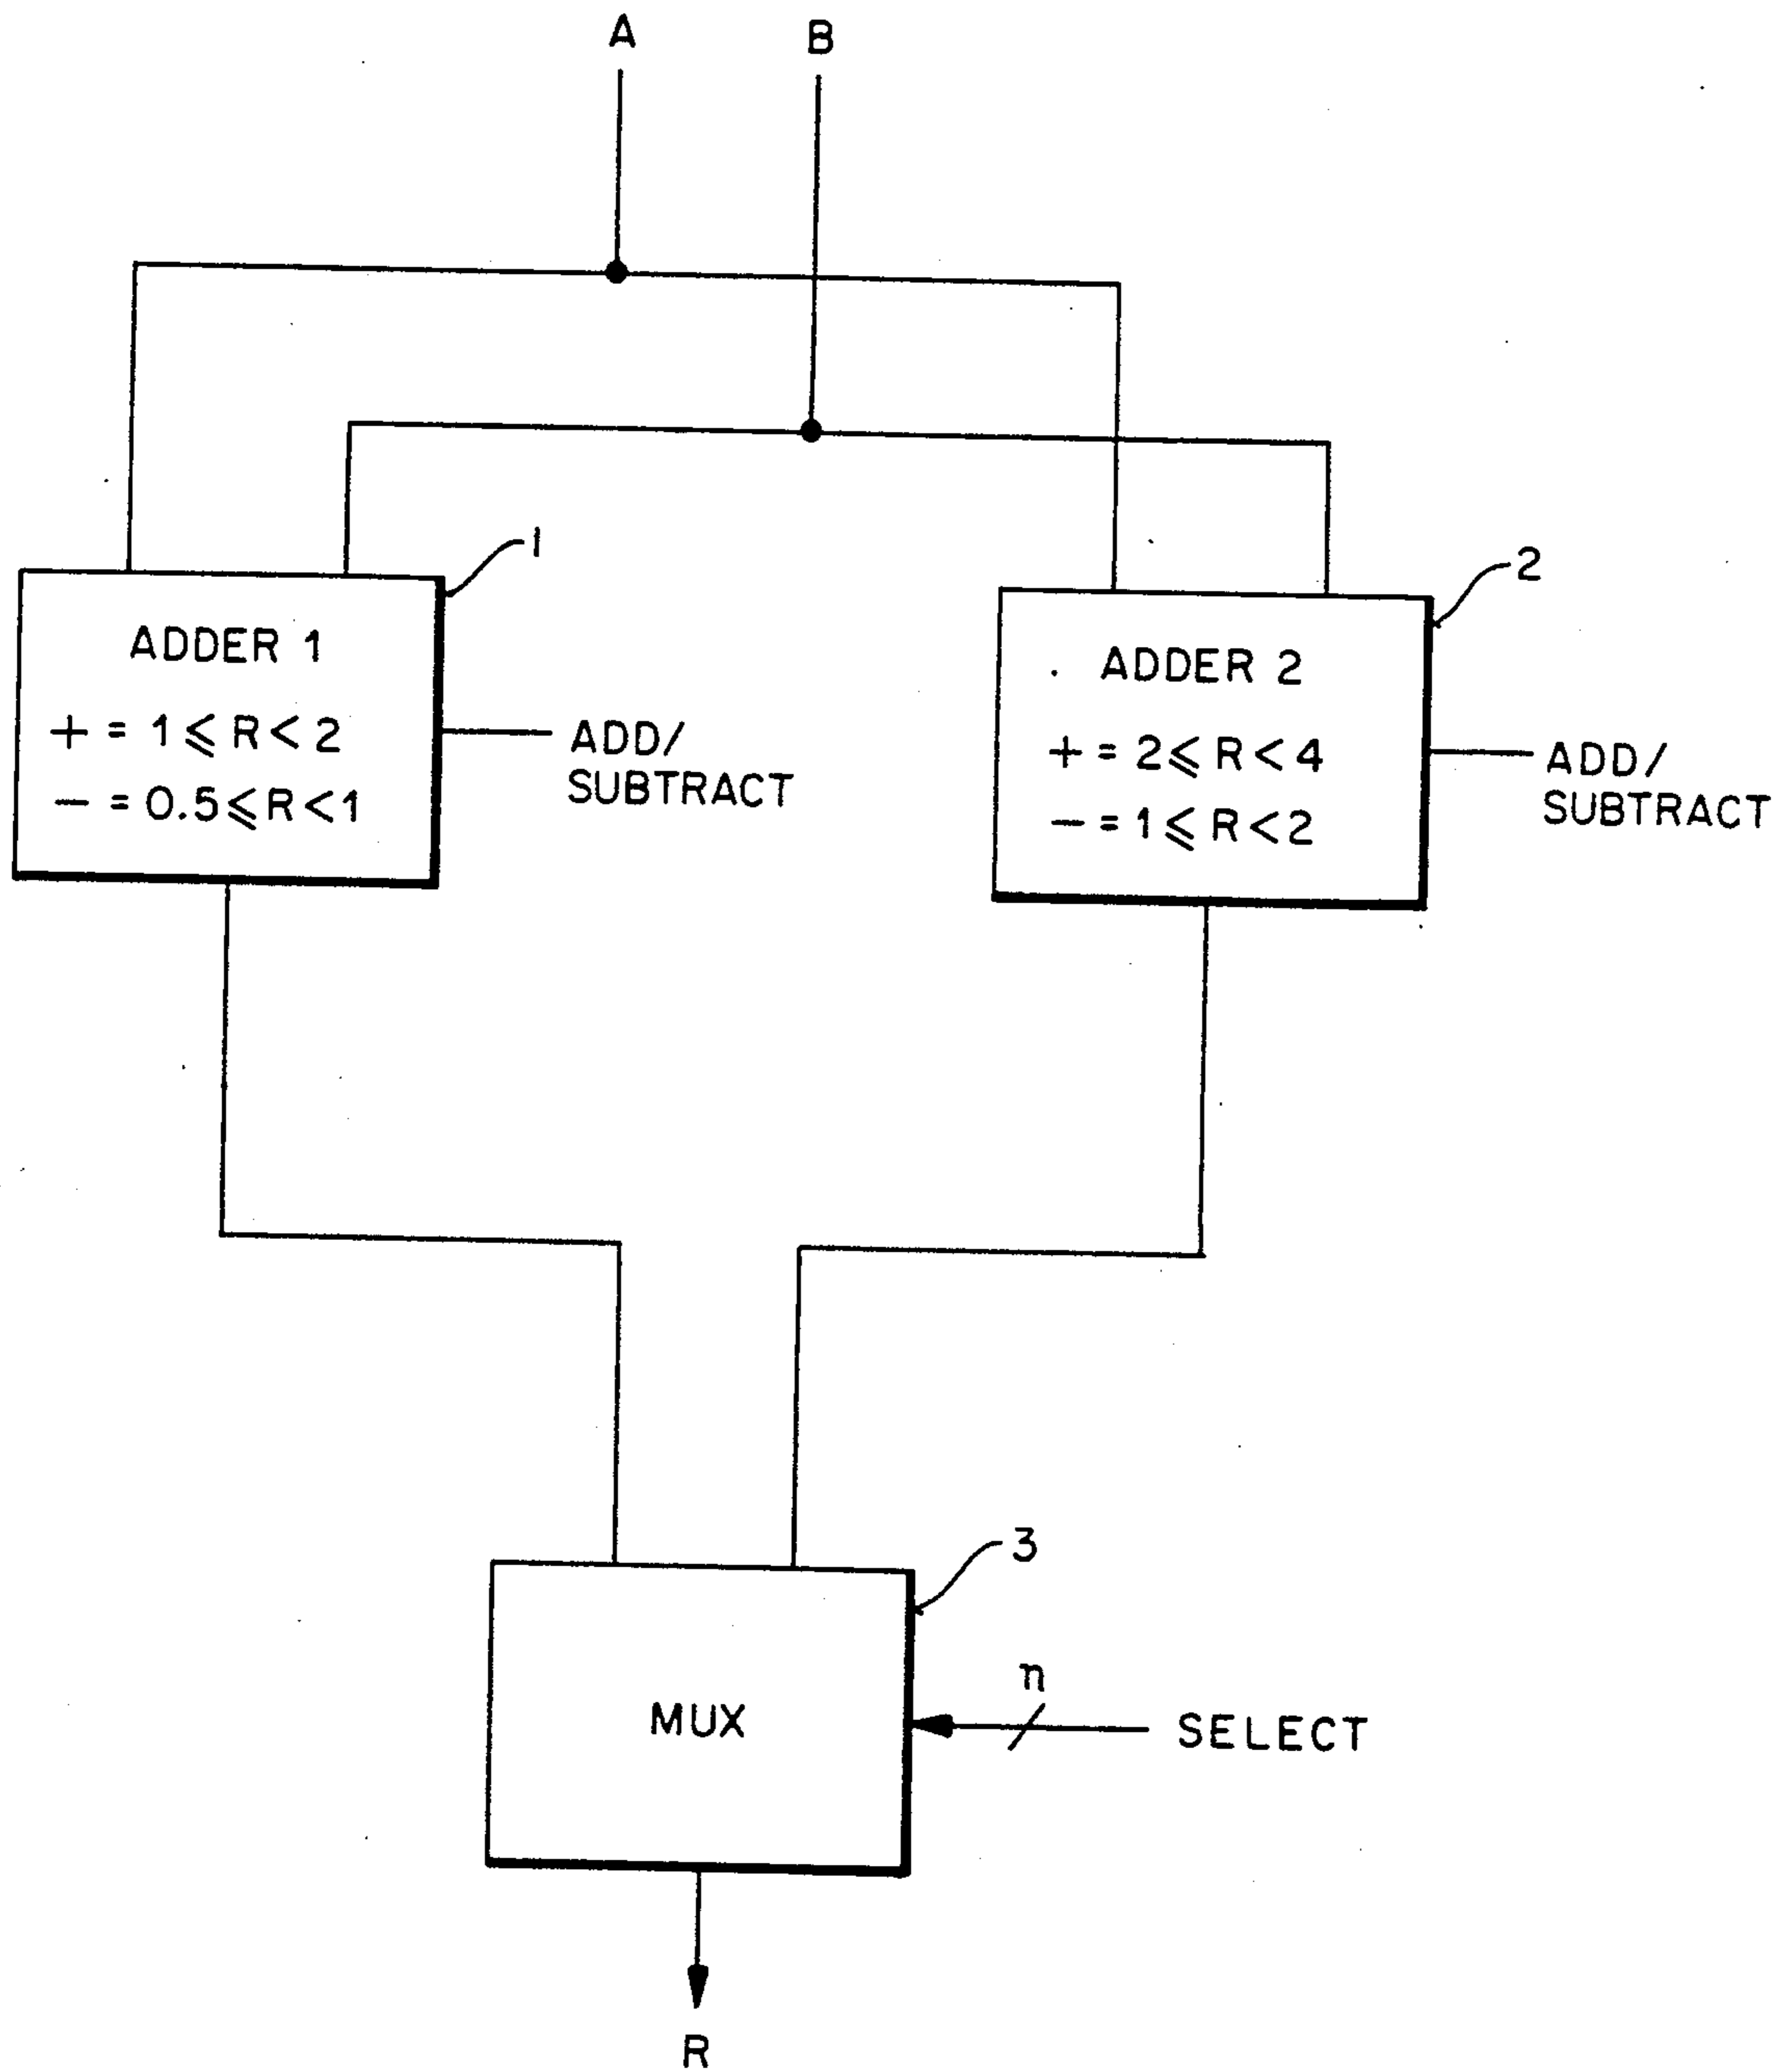 A
B
1
ADDER 1
+ = 1 ⩽ R < 2
− = 0.5 ⩽ R < 1
ADD/
SUBTRACT
2
ADDER 2
+ = 2 ⩽ R < 4
− = 1 ⩽ R < 2
ADD/
SUBTRACT
3
MUX
n
SELECT
R